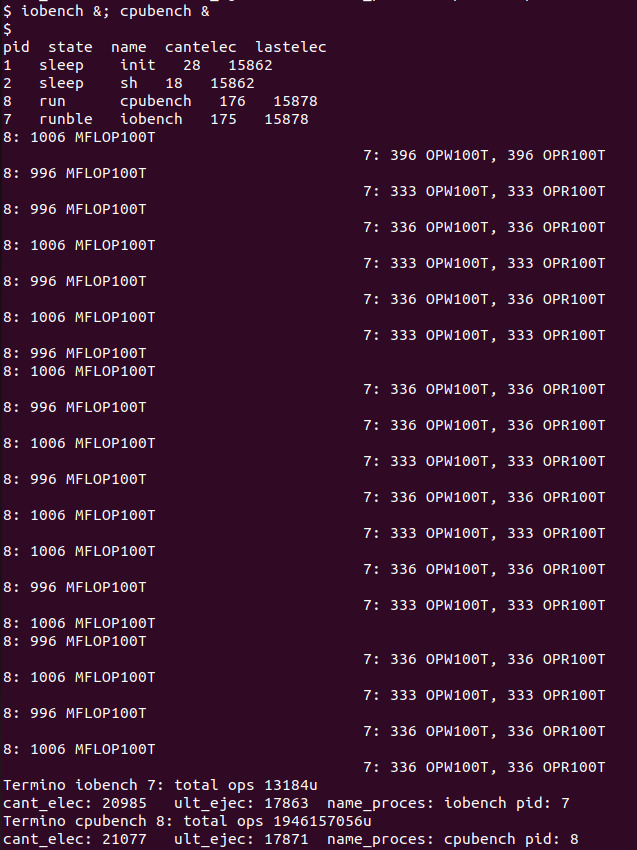 $ iobench &; cpubench &
$
pid  state  name  cantelec  lastelec
1   sleep    init   28   15862
2   sleep    sh   18   15862
8   run      cpubench   176   15878
7   runble   iobench   175   15878
8: 1006 MFLOP100T
7: 396 OPW100T, 396 OPR100T
8: 996 MFLOP100T
7: 333 OPW100T, 333 OPR100T
8: 996 MFLOP100T
7: 336 OPW100T, 336 OPR100T
8: 1006 MFLOP100T
7: 333 OPW100T, 333 OPR100T
8: 996 MFLOP100T
7: 336 OPW100T, 336 OPR100T
8: 1006 MFLOP100T
7: 333 OPW100T, 333 OPR100T
8: 996 MFLOP100T
8: 1006 MFLOP100T
7: 336 OPW100T, 336 OPR100T
8: 996 MFLOP100T
7: 336 OPW100T, 336 OPR100T
8: 1006 MFLOP100T
7: 333 OPW100T, 333 OPR100T
8: 996 MFLOP100T
7: 336 OPW100T, 336 OPR100T
8: 1006 MFLOP100T
7: 333 OPW100T, 333 OPR100T
8: 1006 MFLOP100T
7: 336 OPW100T, 336 OPR100T
8: 996 MFLOP100T
7: 333 OPW100T, 333 OPR100T
8: 1006 MFLOP100T
8: 996 MFLOP100T
7: 336 OPW100T, 336 OPR100T
8: 1006 MFLOP100T
7: 333 OPW100T, 333 OPR100T
8: 996 MFLOP100T
7: 336 OPW100T, 336 OPR100T
8: 1006 MFLOP100T
7: 336 OPW100T, 336 OPR100T
Termino iobench 7: total ops 13184u
cant_elec: 20985   ult_ejec: 17863  name_proces: iobench pid: 7
Termino cpubench 8: total ops 1946157056u
cant_elec: 21077   ult_ejec: 17871  name_proces: cpubench pid: 8